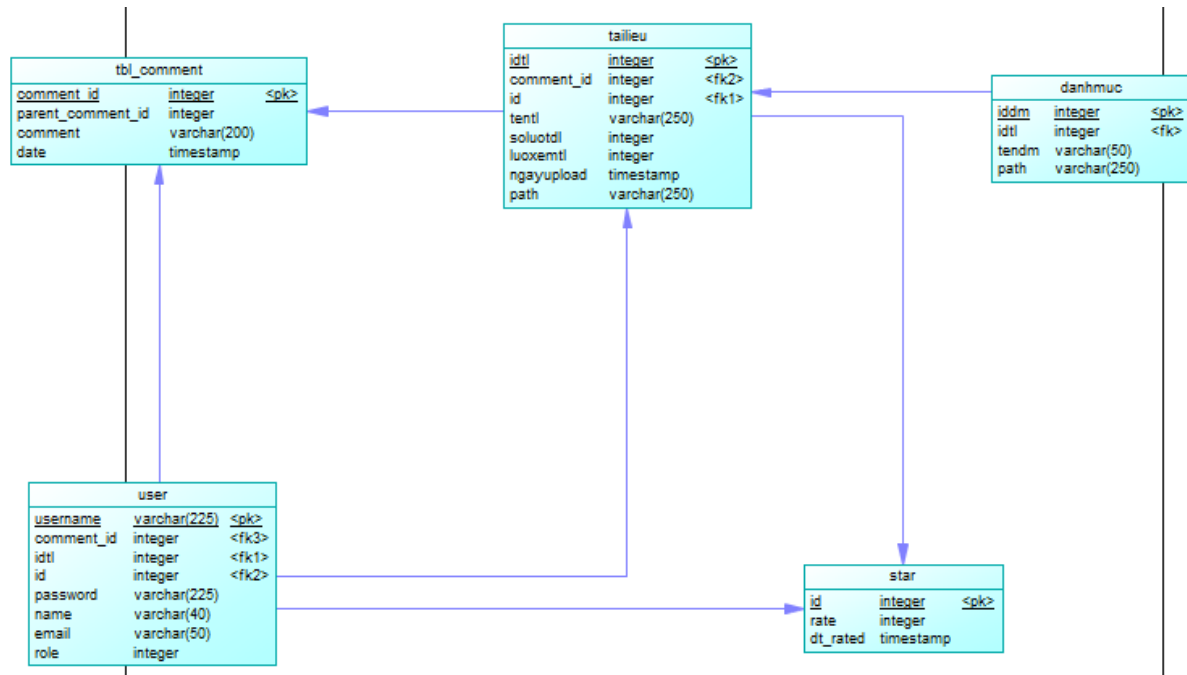 tbl_comment
comment_id integer <pk>
parent_comment_id integer
comment varchar(200)
date timestamp
tailieu
idtl integer <pk>
comment_id integer <fk2>
id integer <fk1>
tentl varchar(250)
soluotdl integer
luoxemtl integer
ngayupload timestamp
path varchar(250)
danhmuc
iddm integer <pk>
idtl integer <fk>
tendm varchar(50)
path varchar(250)
user
username varchar(225) <pk>
comment_id integer <fk3>
idtl integer <fk1>
id integer <fk2>
password varchar(225)
name varchar(40)
email varchar(50)
role integer
star
id integer <pk>
rate integer
dt_rated timestamp